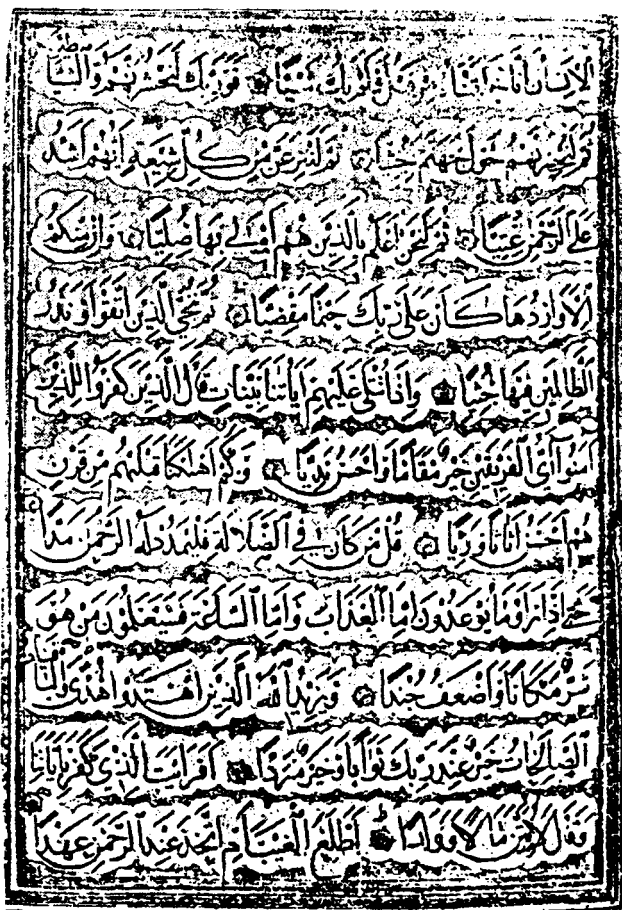 الانسان انا خلقناه من قبل ولم يك شيئا فوربك لنحشرنهم والشياطين
ثم لنحضرنهم حول جهنم جثيا ثم لننزعن من كل شيعة ايهم اشد
على الرحمن عتيا ثم لنحن اعلم بالذين هم اولى بها صليا وان منكم
الا واردها كان على ربك حتما مقضيا ثم ننجي الذين اتقوا ونذر
الظالمين فيها جثيا واذا تتلى عليهم اياتنا بينات قال الذين كفروا للذين
امنوا اي الفريقين خير مقاما واحسن نديا وكم اهلكنا قبلهم من قرن
هم احسن اثاثا ورءيا قل من كان في الضلالة فليمدد له الرحمن مدا
حتى اذا راوا ما يوعدون اما العذاب واما الساعة فسيعلمون من هو
شر مكانا واضعف جندا ويزيد الله الذين اهتدوا هدى والباقيات
الصالحات خير عند ربك ثوابا وخير مردا افرايت الذي كفر باياتنا
وقال لاوتين مالا وولدا اطلع الغيب ام اتخذ عند الرحمن عهدا